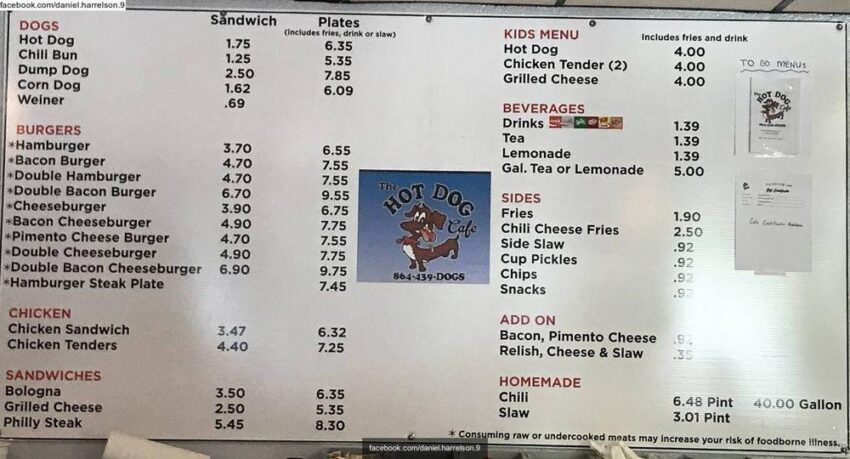 facebook.com/daniel.harrelson.9
Sandwich Plates
(Includes fries, drink or slaw)
DOGS
Hot Dog 1.75 6.35
Chili Bun 1.25 5.35
Dump Dog 2.50 7.85
Corn Dog 1.62 6.09
Weiner .69
BURGERS
*Hamburger 3.70 6.55
*Bacon Burger 4.70 7.55
*Double Hamburger 4.70 7.55
*Double Bacon Burger 6.70 9.55
*Cheeseburger 3.90 6.75
*Bacon Cheeseburger 4.90 7.75
*Pimento Cheese Burger 4.70 7.55
*Double Cheeseburger 4.90 7.75
*Double Bacon Cheeseburger 6.90 9.75
*Hamburger Steak Plate 7.45
CHICKEN
Chicken Sandwich 3.47 6.32
Chicken Tenders 4.40 7.25
SANDWICHES
Bologna 3.50 6.35
Grilled Cheese 2.50 5.35
Philly Steak 5.45 8.30
The
HOT DOG
Cafe
864-439-DOGS
KIDS MENU Includes fries and drink
Hot Dog 4.00
Chicken Tender (2) 4.00
Grilled Cheese 4.00
BEVERAGES
Drinks 1.39
Tea 1.39
Lemonade 1.39
Gal. Tea or Lemonade 5.00
SIDES
Fries 1.90
Chili Cheese Fries 2.50
Side Slaw .92
Cup Pickles .92
Chips .92
Snacks .92
ADD ON
Bacon, Pimento Cheese
Relish, Cheese & Slaw .35
HOMEMADE
Chili 6.48 Pint 40.00 Gallon
Slaw 3.01 Pint
* Consuming raw or undercooked meats may increase your risk of foodborne illness.
TO GO MENUS
The
HOT DOG
Cafe
facebook.com/daniel.harrelson.9